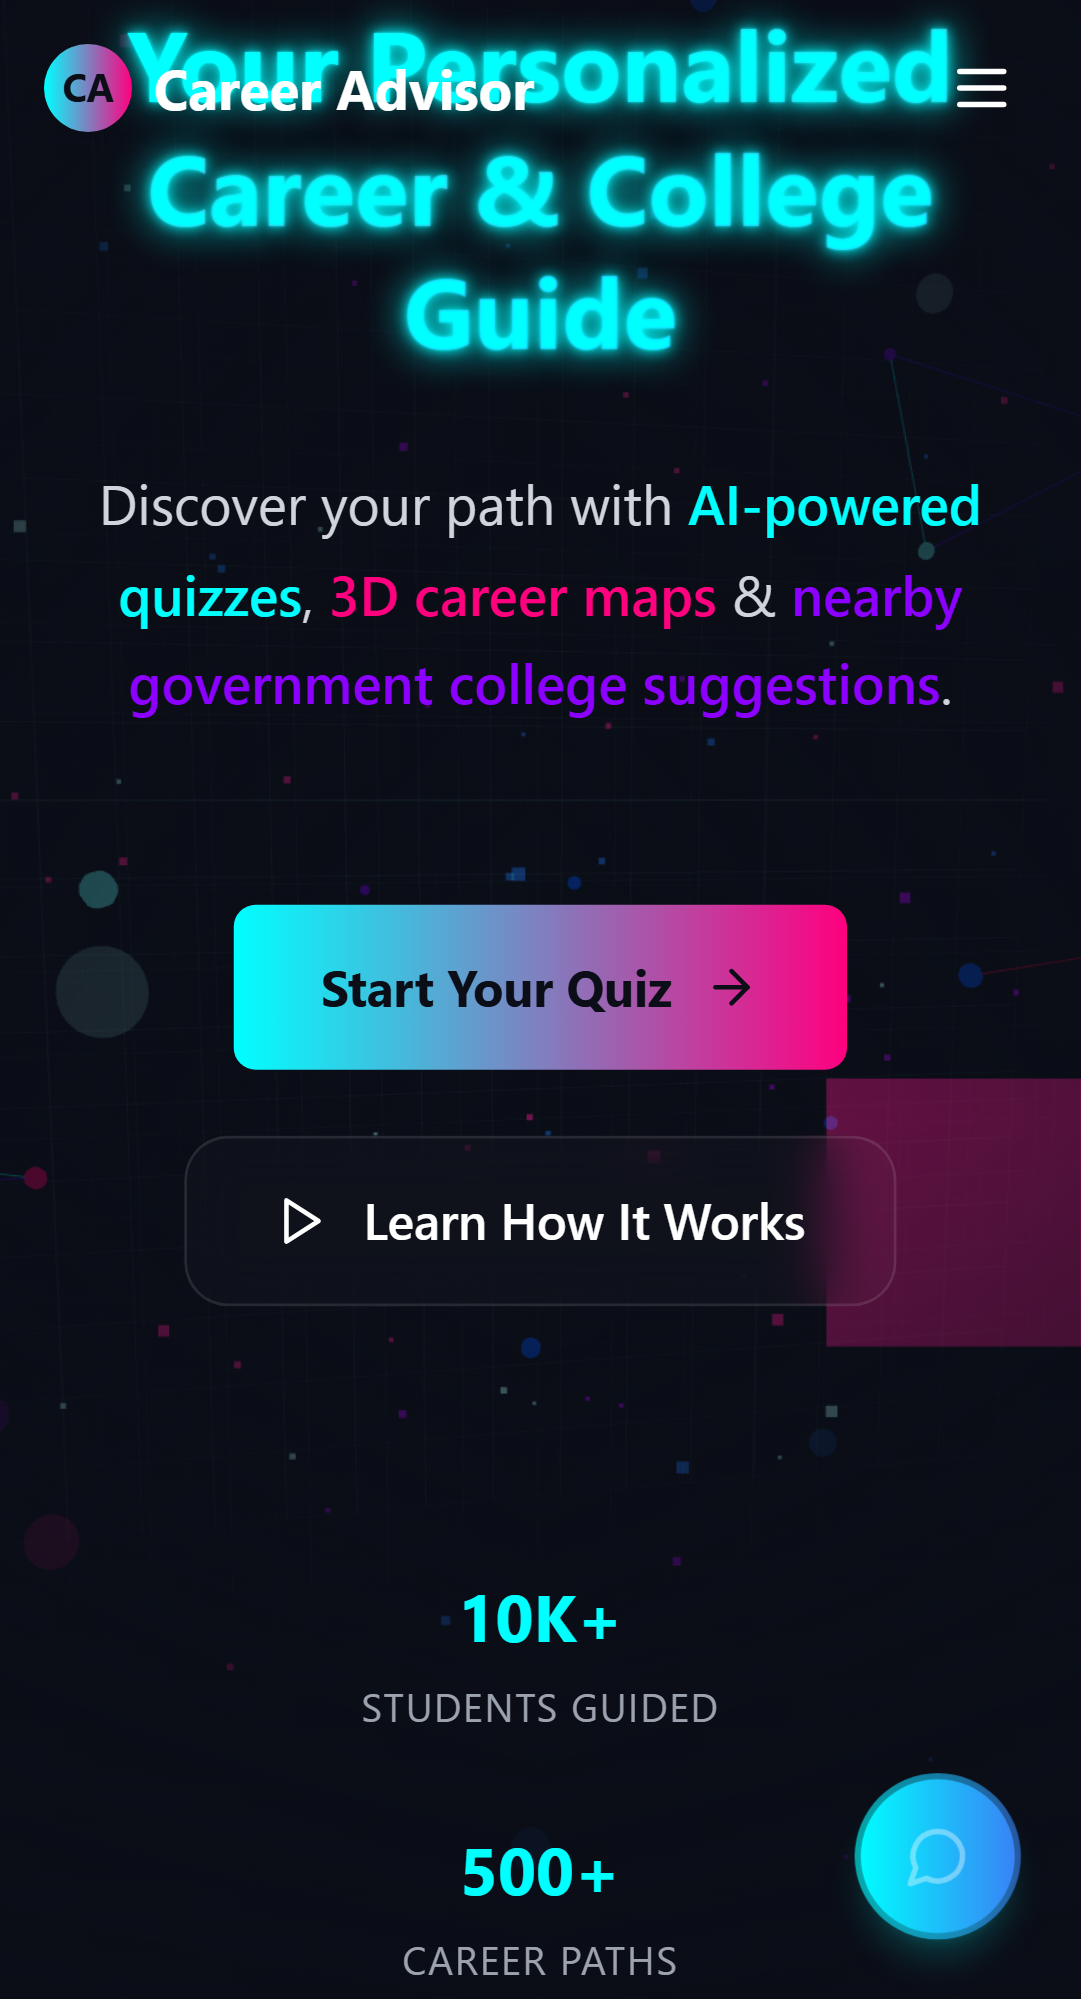 CA Career Advisor
Your Personalized
Career & College
Guide
Discover your path with AI-powered
quizzes, 3D career maps & nearby
government college suggestions.
Start Your Quiz →
Learn How It Works
10K+
STUDENTS GUIDED
500+
CAREER PATHS